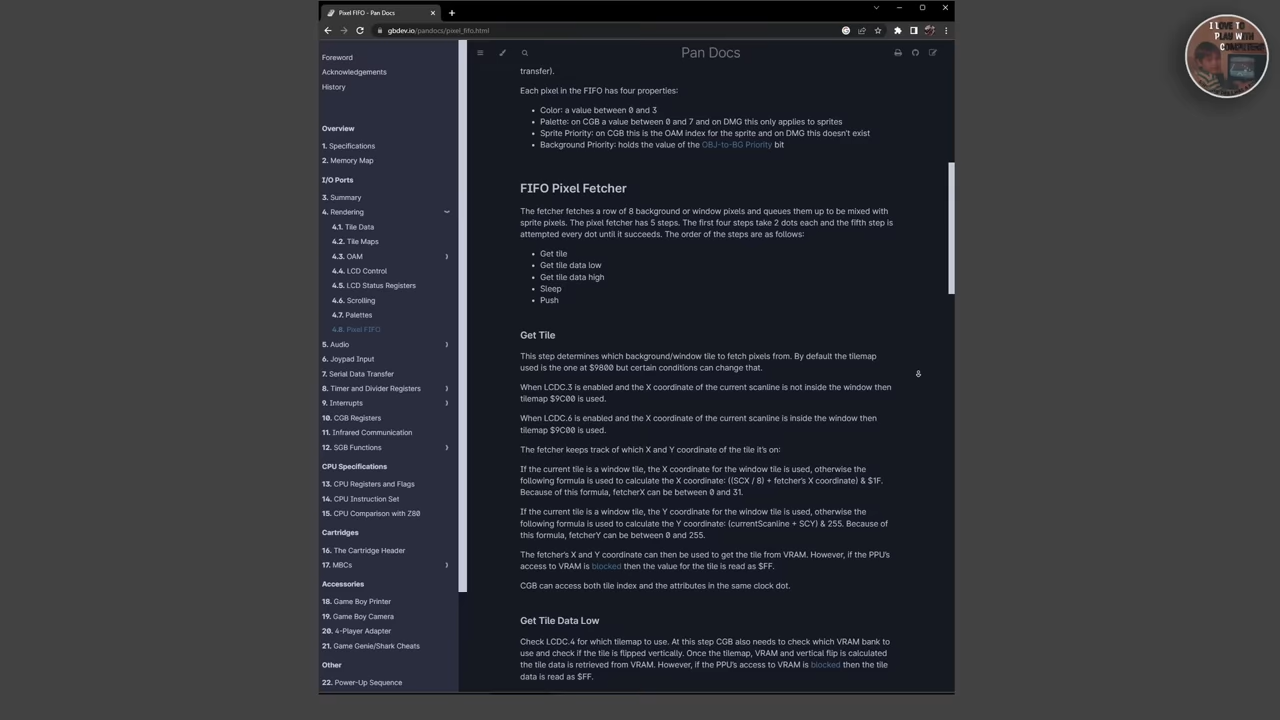 Pixel FIFO - Pan Docs
gbdev.io/pandocs/pixel_fifo.html
I LOVE TO
PLAY WITH
COMPUTERS
Foreword
Acknowledgements
History
Overview
1. Specifications
2. Memory Map
I/O Ports
3. Summary
4. Rendering
4.1. Tile Data
4.2. Tile Maps
4.3. OAM
4.4. LCD Control
4.5. LCD Status Registers
4.6. Scrolling
4.7. Palettes
4.8. Pixel FIFO
5. Audio
6. Joypad Input
7. Serial Data Transfer
8. Timer and Divider Registers
9. Interrupts
10. CGB Registers
11. Infrared Communication
12. SGB Functions
CPU Specifications
13. CPU Registers and Flags
14. CPU Instruction Set
15. CPU Comparison with Z80
Cartridges
16. The Cartridge Header
17. MBCs
Accessories
18. Game Boy Printer
19. Game Boy Camera
20. 4-Player Adapter
21. Game Genie/Shark Cheats
Other
22. Power-Up Sequence
Pan Docs
transfer).
Each pixel in the FIFO has four properties:
• Color: a value between 0 and 3
• Palette: on CGB a value between 0 and 7 and on DMG this only applies to sprites
• Sprite Priority: on CGB this is the OAM index for the sprite and on DMG this doesn't exist
• Background Priority: holds the value of the OBJ-to-BG Priority bit
FIFO Pixel Fetcher
The fetcher fetches a row of 8 background or window pixels and queues them up to be mixed with
sprite pixels. The pixel fetcher has 5 steps. The first four steps take 2 dots each and the fifth step is
attempted every dot until it succeeds. The order of the steps are as follows:
• Get tile
• Get tile data low
• Get tile data high
• Sleep
• Push
Get Tile
This step determines which background/window tile to fetch pixels from. By default the tilemap
used is the one at $9800 but certain conditions can change that.
When LCDC.3 is enabled and the X coordinate of the current scanline is not inside the window then
tilemap $9C00 is used.
When LCDC.6 is enabled and the X coordinate of the current scanline is inside the window then
tilemap $9C00 is used.
The fetcher keeps track of which X and Y coordinate of the tile it's on:
If the current tile is a window tile, the X coordinate for the window tile is used, otherwise the
following formula is used to calculate the X coordinate: ((SCX / 8) + fetcher's X coordinate) & $1F.
Because of this formula, fetcherX can be between 0 and 31.
If the current tile is a window tile, the Y coordinate for the window tile is used, otherwise the
following formula is used to calculate the Y coordinate: (currentScanline + SCY) & 255. Because of
this formula, fetcherY can be between 0 and 255.
The fetcher's X and Y coordinate can then be used to get the tile from VRAM. However, if the PPU's
access to VRAM is blocked then the value for the tile is read as $FF.
CGB can access both tile index and the attributes in the same clock dot.
Get Tile Data Low
Check LCDC.4 for which tilemap to use. At this step CGB also needs to check which VRAM bank to
use and check if the tile is flipped vertically. Once the tilemap, VRAM and vertical flip is calculated
the tile data is retrieved from VRAM. However, if the PPU's access to VRAM is blocked then the tile
data is read as $FF.